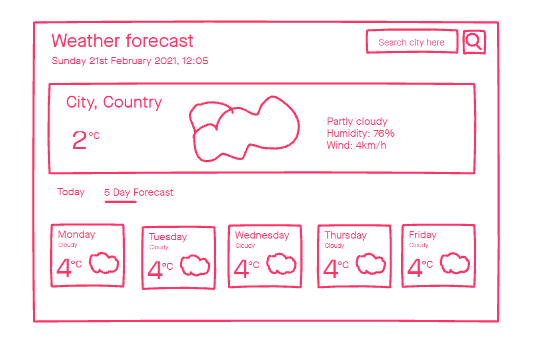 Weather forecast
Sunday 21st February 2021, 12:05
Search city here
City, Country
2°C
Partly cloudy
Humidity: 76%
Wind: 4km/h
Today
5 Day Forecast
Monday
Cloudy
4°C
Tuesday
Cloudy
4°C
Wednesday
Cloudy
4°C
Thursday
Cloudy
4°C
Friday
Cloudy
4°C